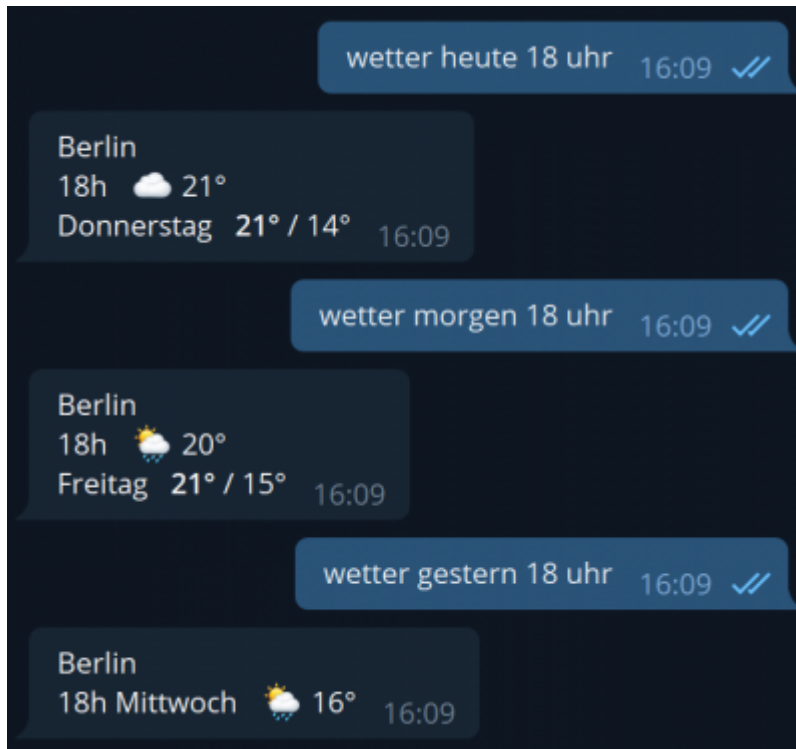 wetter heute 18 uhr 16:09
Berlin
18h ☁️ 21°
Donnerstag 21° / 14° 16:09
wetter morgen 18 uhr 16:09
Berlin
18h 🌦️ 20°
Freitag 21° / 15° 16:09
wetter gestern 18 uhr 16:09
Berlin
18h Mittwoch 🌦️ 16° 16:09